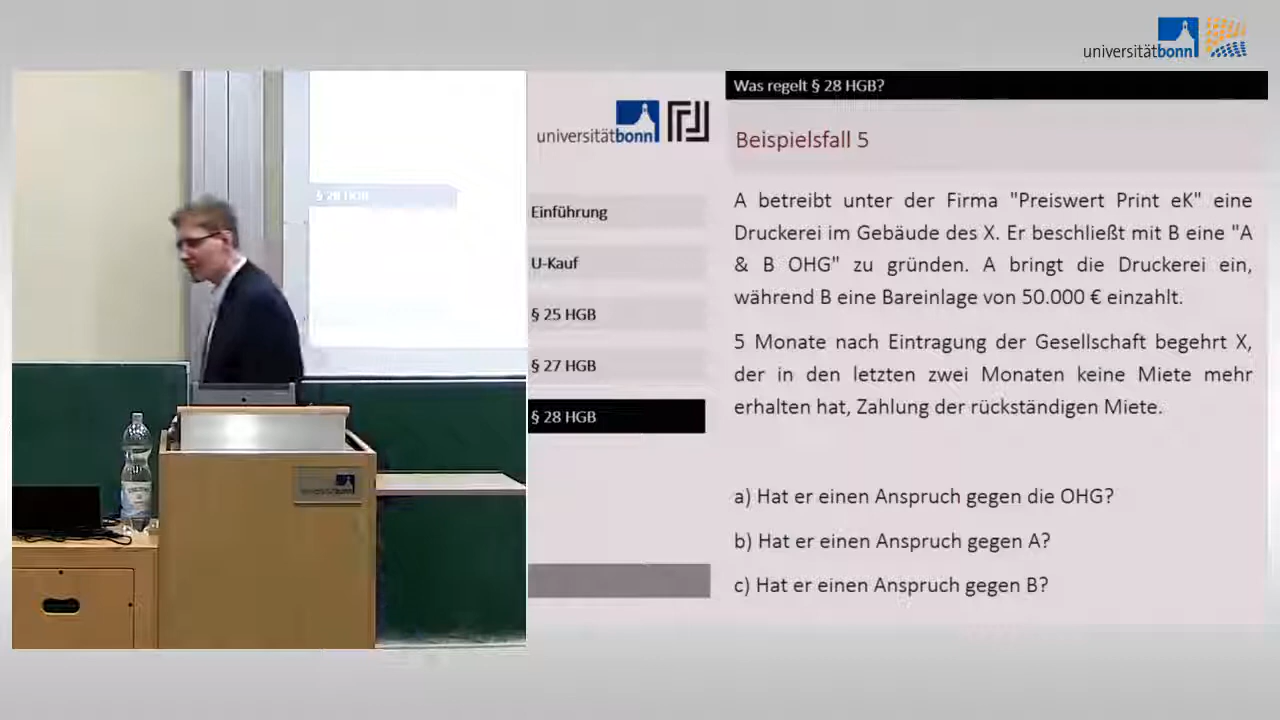 universitätbonn
Was regelt § 28 HGB?
universitätbonn
Beispielsfall 5
§ 28 HGB
A betreibt unter der Firma "Preiswert Print eK" eine
Druckerei im Gebäude des X. Er beschließt mit B eine "A
& B OHG" zu gründen. A bringt die Druckerei ein,
während B eine Bareinlage von 50.000 € einzahlt.
5 Monate nach Eintragung der Gesellschaft begehrt X,
der in den letzten zwei Monaten keine Miete mehr
erhalten hat, Zahlung der rückständigen Miete.
a) Hat er einen Anspruch gegen die OHG?
b) Hat er einen Anspruch gegen A?
c) Hat er einen Anspruch gegen B?
Einführung
U-Kauf
§ 25 HGB
§ 27 HGB
§ 28 HGB